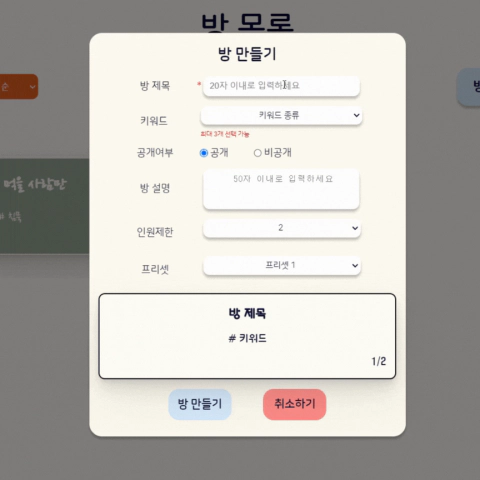 방 목록
순
방
방 만들기
방 제목 * 20자 이내로 입력하세요
키워드 키워드 종류
최대 3개 선택 가능
공개여부 공개 비공개
방 설명 50자 이내로 입력하세요
인원제한 2
프리셋 프리셋 1
먹을 사람만
#
방 제목
# 키워드
1/2
방 만들기 취소하기